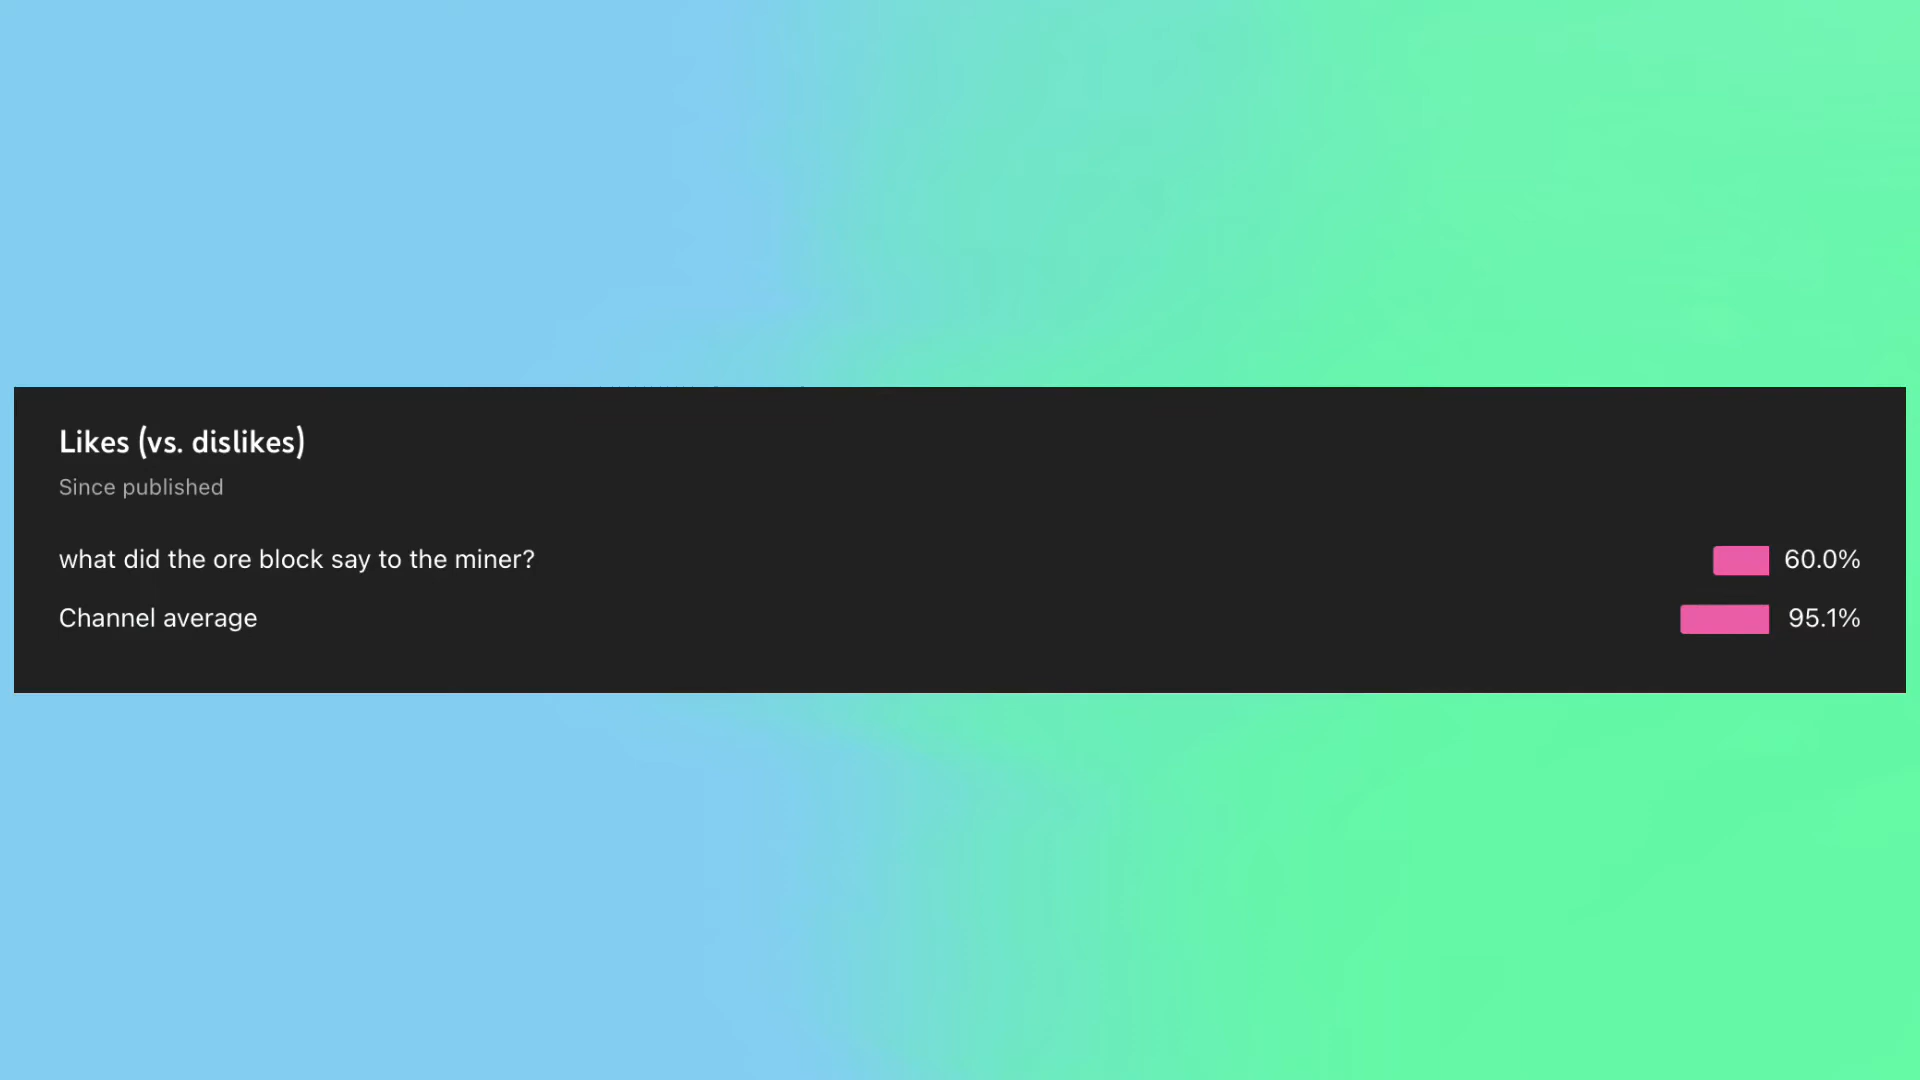 Likes (vs. dislikes)
Since published
what did the ore block say to the miner? 60.0%
Channel average 95.1%